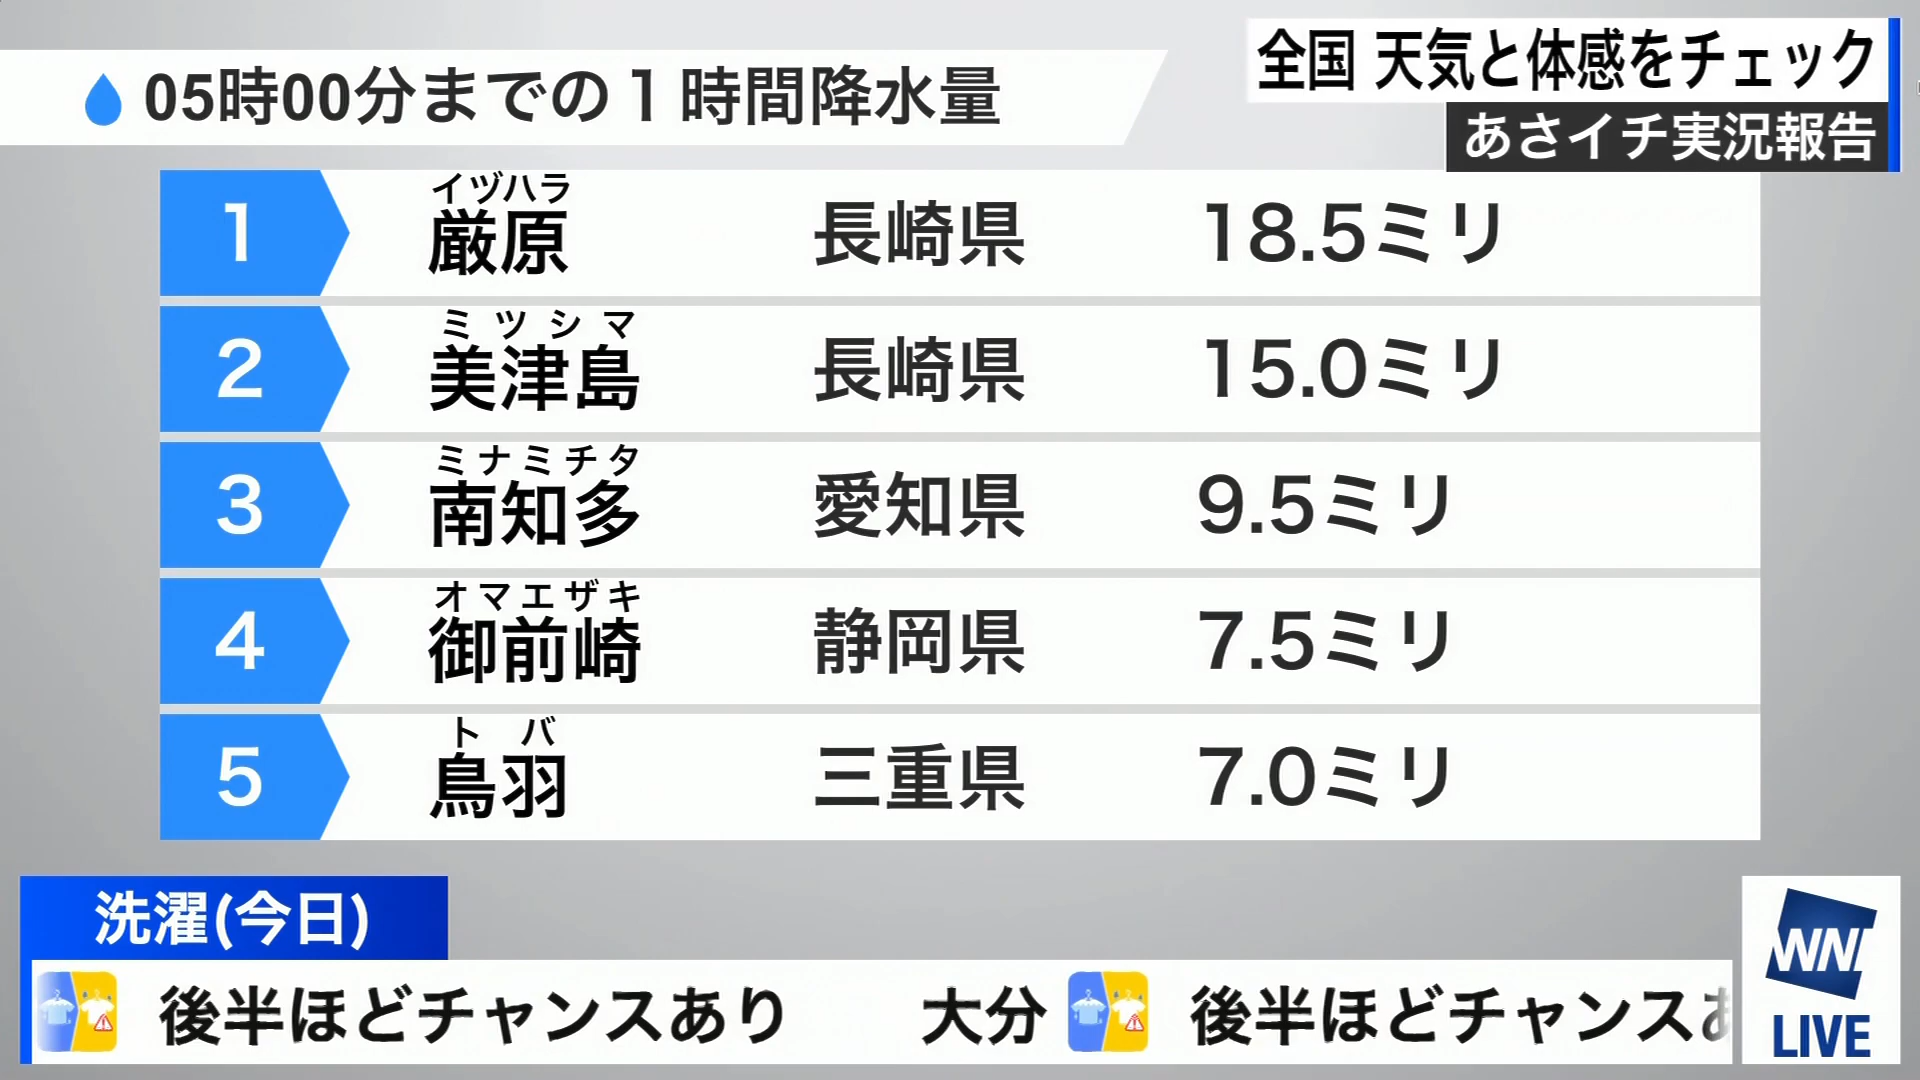 全国 天気と体感をチェック
あさイチ実況報告
05時00分までの1時間降水量
1 厳原 イヅハラ 長崎県 18.5ミリ
2 美津島 ミツシマ 長崎県 15.0ミリ
3 南知多 ミナミチタ 愛知県 9.5ミリ
4 御前崎 オマエザキ 静岡県 7.5ミリ
5 鳥羽 トバ 三重県 7.0ミリ
洗濯(今日)
後半ほどチャンスあり 大分 後半ほどチャンスあ
WNI
LIVE